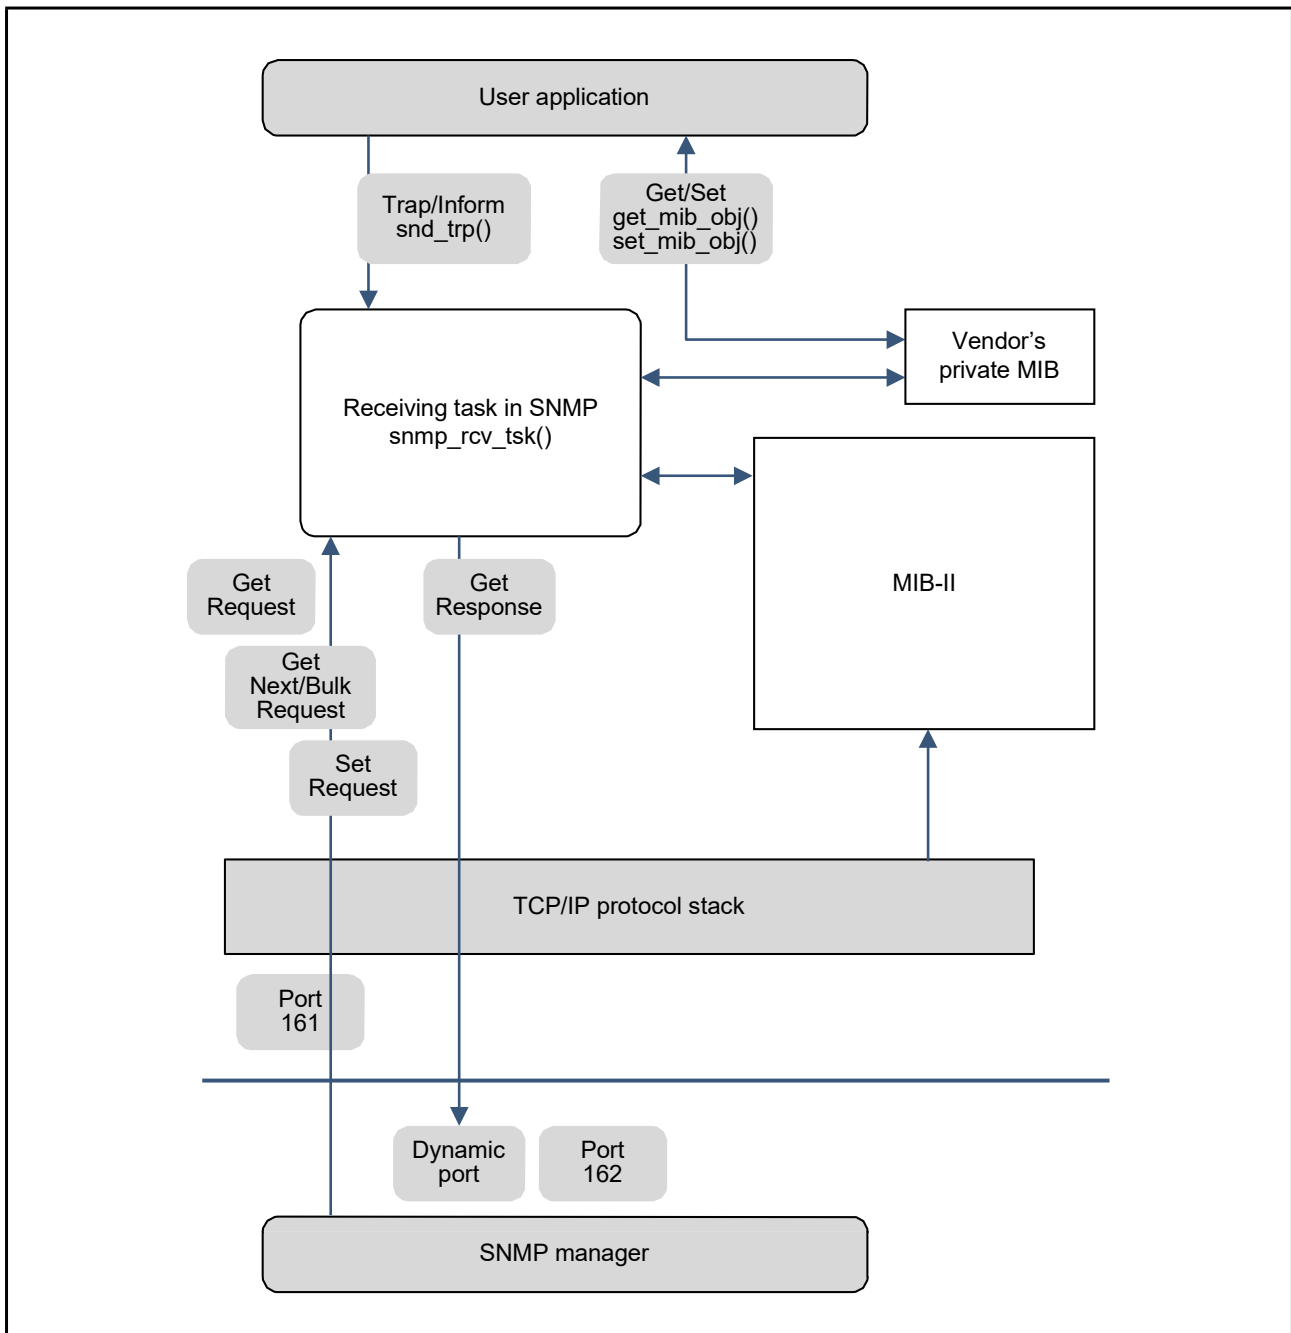 User application
Trap/Inform
snd_trp()
Get/Set
get_mib_obj()
set_mib_obj()
Vendor's
private MIB
Receiving task in SNMP
snmp_rcv_tsk()
MIB-II
Get
Request
Get
Response
Get
Next/Bulk
Request
Set
Request
TCP/IP protocol stack
Port
161
Dynamic
port
Port
162
SNMP manager